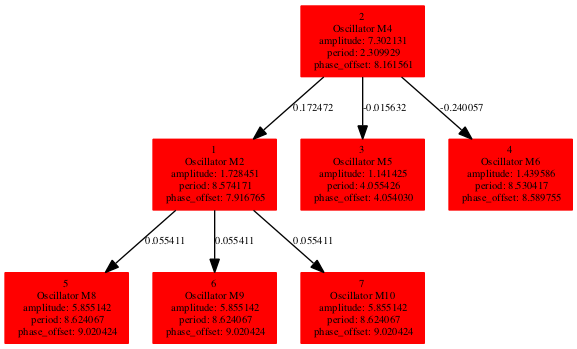 2
Oscillator M4
amplitude: 7.302131
period: 2.309929
phase_offset: 8.161561
0.172472
-0.015632
-0.240057
1
Oscillator M2
amplitude: 1.728451
period: 8.574171
phase_offset: 7.916765
3
Oscillator M5
amplitude: 1.141425
period: 4.055426
phase_offset: 4.054030
4
Oscillator M6
amplitude: 1.439586
period: 8.530417
phase_offset: 8.589755
0.055411
0.055411
0.055411
5
Oscillator M8
amplitude: 5.855142
period: 8.624067
phase_offset: 9.020424
6
Oscillator M9
amplitude: 5.855142
period: 8.624067
phase_offset: 9.020424
7
Oscillator M10
amplitude: 5.855142
period: 8.624067
phase_offset: 9.020424